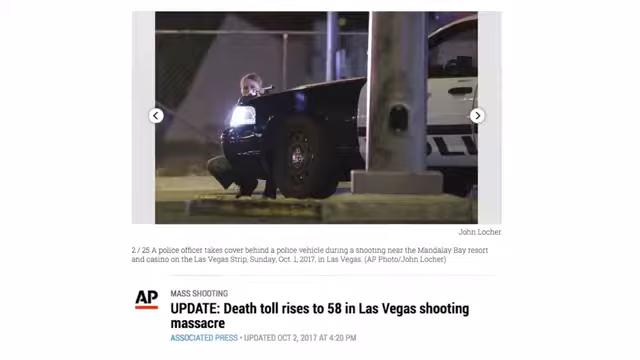 POLI
John Locher
2 / 25 A police officer takes cover behind a police vehicle during a shooting near the Mandalay Bay resort
and casino on the Las Vegas Strip, Sunday, Oct. 1, 2017, in Las Vegas. (AP Photo/John Locher)
AP
MASS SHOOTING
UPDATE: Death toll rises to 58 in Las Vegas shooting
massacre
ASSOCIATED PRESS • UPDATED OCT 2, 2017 AT 4:20 PM